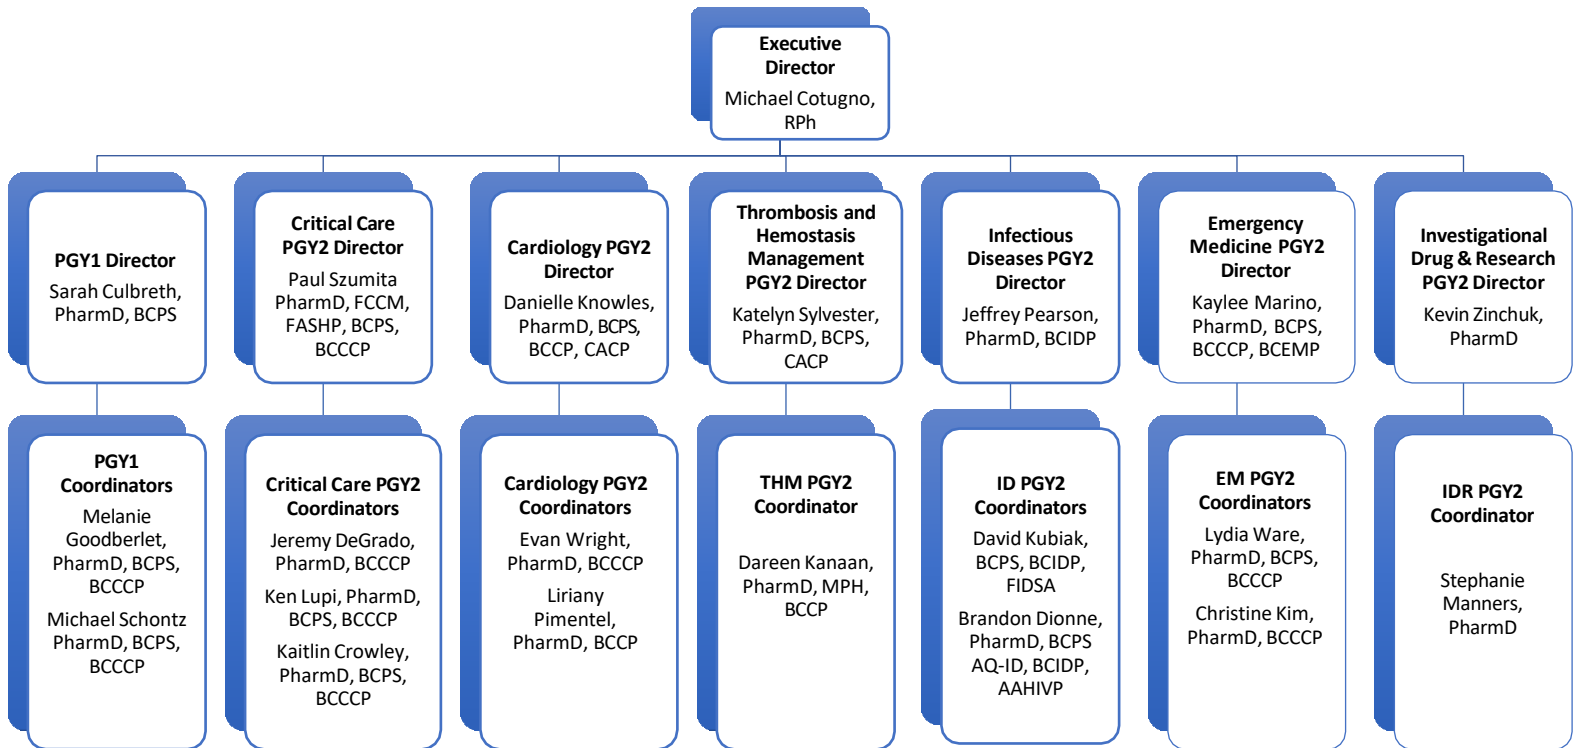 Executive
Director
Michael Cotugno,
RPh
PGY1 Director
Sarah Culbreth,
PharmD, BCPS
Critical Care
PGY2 Director
Paul Szumita
PharmD, FCCM,
FASHP, BCPS,
BCCCP
Cardiology PGY2
Director
Danielle Knowles,
PharmD, BCPS,
BCCP, CACP
Thrombosis and
Hemostasis
Management
PGY2 Director
Katelyn Sylvester,
PharmD, BCPS,
CACP
Infectious
Diseases PGY2
Director
Jeffrey Pearson,
PharmD, BCIDP
Emergency
Medicine PGY2
Director
Kaylee Marino,
PharmD, BCPS,
BCCCP, BCEMP
Investigational
Drug & Research
PGY2 Director
Kevin Zinchuk,
PharmD
PGY1
Coordinators
Melanie
Goodberlet,
PharmD, BCPS,
BCCCP
Michael Schontz
PharmD, BCPS,
BCCCP
Critical Care PGY2
Coordinators
Jeremy DeGrado,
PharmD, BCCCP
Ken Lupi, PharmD,
BCPS, BCCCP
Kaitlin Crowley,
PharmD, BCPS,
BCCCP
Cardiology PGY2
Coordinators
Evan Wright,
PharmD, BCCCP
Liriany
Pimentel,
PharmD, BCCP
THM PGY2
Coordinator
Dareen Kanaan,
PharmD, MPH,
BCCP
ID PGY2
Coordinators
David Kubiak,
BCPS, BCIDP,
FIDSA
Brandon Dionne,
PharmD, BCPS
AQ-ID, BCIDP,
AAHIVP
EM PGY2
Coordinators
Lydia Ware,
PharmD, BCPS,
BCCCP
Christine Kim,
PharmD, BCCCP
IDR PGY2
Coordinator
Stephanie
Manners,
PharmD